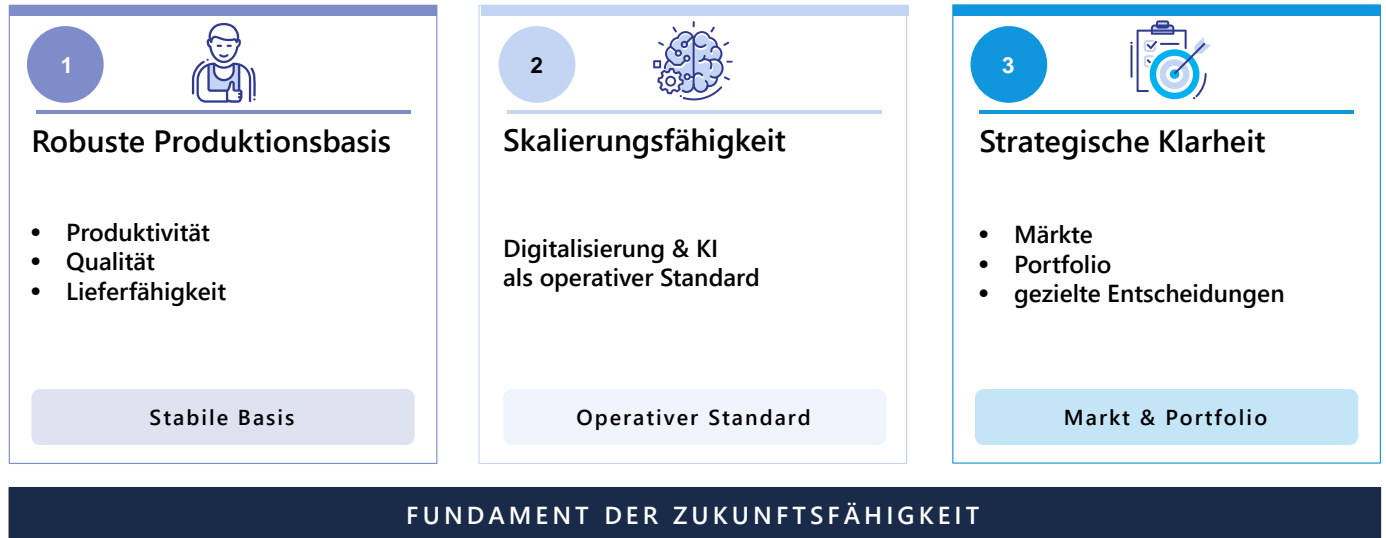 1
Robuste Produktionsbasis
• Produktivität
• Qualität
• Lieferfähigkeit
Stabile Basis
2
Skalierungsfähigkeit
Digitalisierung & KI
als operativer Standard
Operativer Standard
3
Strategische Klarheit
• Märkte
• Portfolio
• gezielte Entscheidungen
Markt & Portfolio
FUNDAMENT DER ZUKUNFTSFÄHIGKEIT